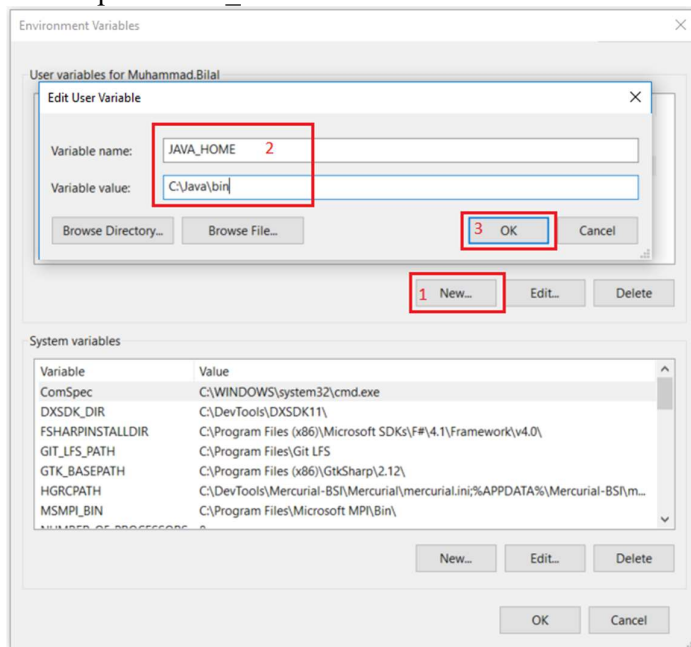 Environment Variables
User variables for Muhammad.Bilal
Edit User Variable
Variable name: JAVA_HOME 2
Variable value: C:\Java\bin
Browse Directory... Browse File... 3 OK Cancel
1 New... Edit... Delete
System variables
Variable Value
ComSpec C:\WINDOWS\system32\cmd.exe
DXSDK_DIR C:\DevTools\DXSDK11\
FSHARPINSTALLDIR C:\Program Files (x86)\Microsoft SDKs\F#\4.1\Framework\v4.0\
GIT_LFS_PATH C:\Program Files\Git LFS
GTK_BASEPATH C:\Program Files (x86)\GtkSharp\2.12\
HGRCPATH C:\DevTools\Mercurial-BSI\Mercurial\mercurial.ini;%APPDATA%\Mercurial-BSI\m...
MSMPI_BIN C:\Program Files\Microsoft MPI\Bin\
NUMBER_OF_PROCESSORS
New... Edit... Delete
OK Cancel